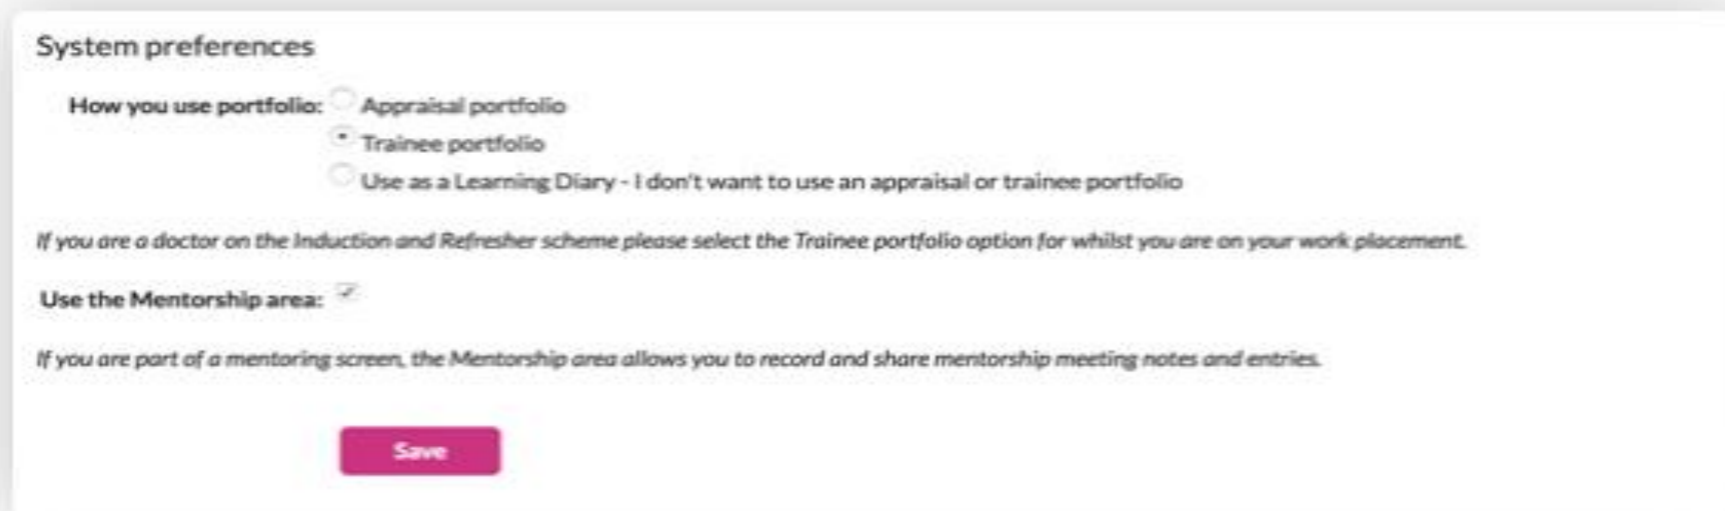 System preferences
How you use portfolio: Appraisal portfolio
Trainee portfolio
Use as a Learning Diary - I don't want to use an appraisal or trainee portfolio
If you are a doctor on the Induction and Refresher scheme please select the Trainee portfolio option for whilst you are on your work placement.
Use the Mentorship area:
If you are part of a mentoring screen, the Mentorship area allows you to record and share mentorship meeting notes and entries.
Save